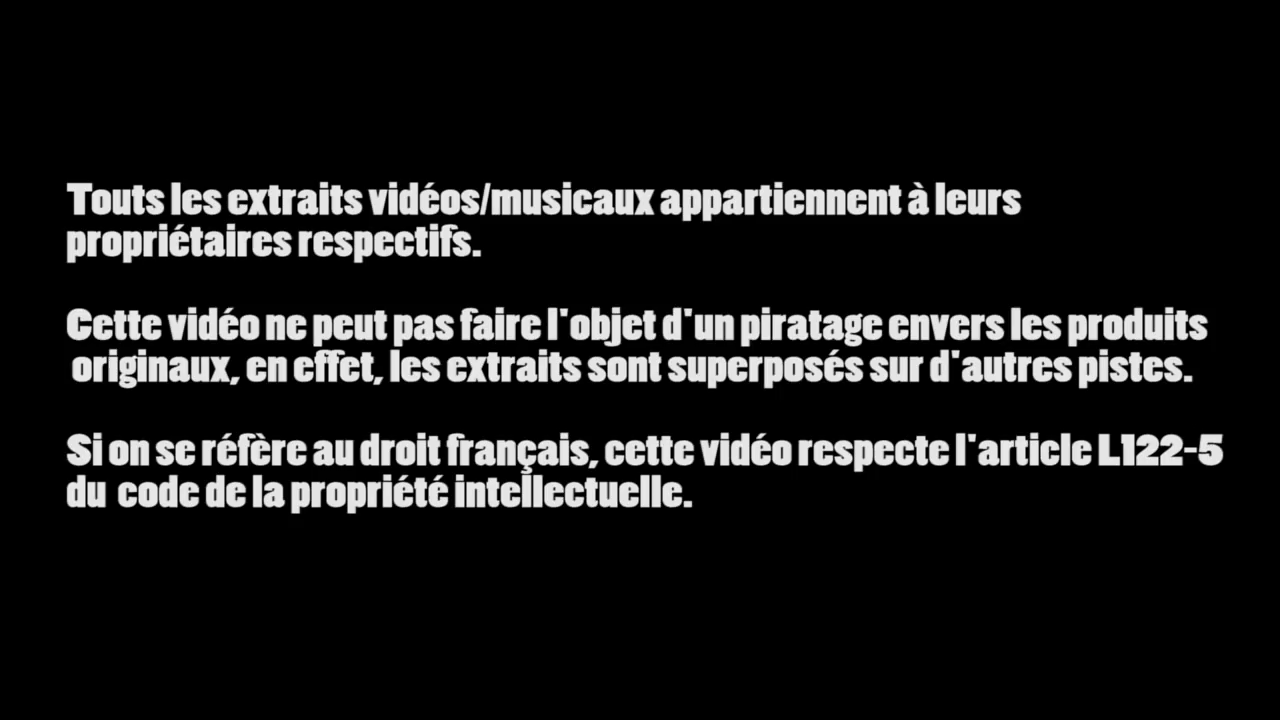 Touts les extraits vidéos/musicaux appartiennent à leurs
propriétaires respectifs.
Cette vidéo ne peut pas faire l'objet d'un piratage envers les produits
originaux, en effet, les extraits sont superposés sur d'autres pistes.
Si on se réfère au droit français, cette vidéo respecte l'article L122-5
du code de la propriété intellectuelle.